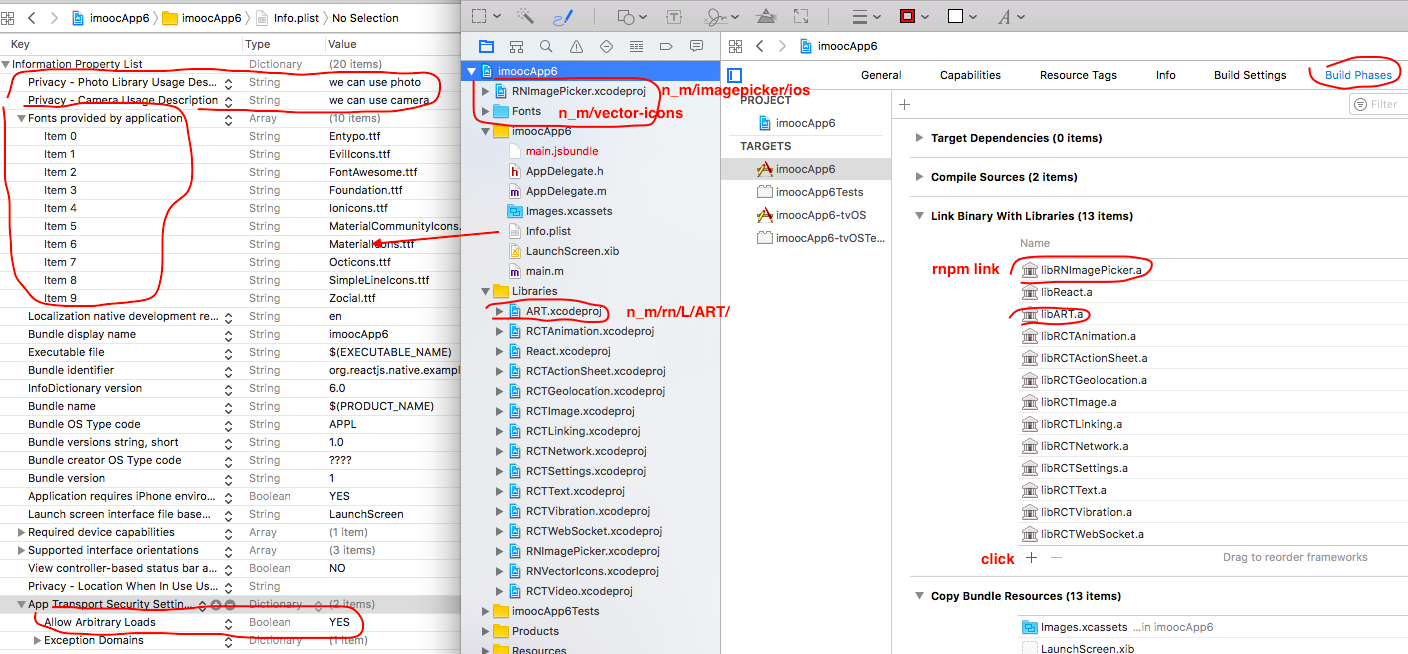 imoocApp6 imoocApp6 Info.plist No Selection
Key Type Value
Information Property List Dictionary (20 items)
Privacy - Photo Library Usage Des... String we can use photo
Privacy - Camera Usage Description String we can use camera
Fonts provided by application Array (10 items)
Item 0 String Entypo.ttf
Item 1 String EvilIcons.ttf
Item 2 String FontAwesome.ttf
Item 3 String Foundation.ttf
Item 4 String Ionicons.ttf
Item 5 String MaterialCommunityIcons.
Item 6 String MaterialIcons.ttf
Item 7 String Octicons.ttf
Item 8 String SimpleLineIcons.ttf
Item 9 String Zocial.ttf
Localization native development re... String en
Bundle display name String imoocApp6
Executable file String $(EXECUTABLE_NAME)
Bundle identifier String org.reactjs.native.exampl
InfoDictionary version String 6.0
Bundle name String $(PRODUCT_NAME)
Bundle OS Type code String APPL
Bundle versions string, short String 1.0
Bundle creator OS Type code String ????
Bundle version String 1
Application requires iPhone enviro... Boolean YES
Launch screen interface file base... String LaunchScreen
Required device capabilities Array (1 item)
Supported interface orientations Array (3 items)
View controller-based status bar a... Boolean NO
Privacy - Location When In Use Us... String
App Transport Security Settin... Dictionary (2 items)
Allow Arbitrary Loads Boolean YES
Exception Domains Dictionary (1 item)
imoocApp6
RNImagePicker.xcodeproj n_m/imagepicker/ios
Fonts n_m/vector-icons
imoocApp6
main.jsbundle
AppDelegate.h
AppDelegate.m
Images.xcassets
Info.plist
LaunchScreen.xib
main.m
Libraries
ART.xcodeproj n_m/rn/L/ART/
RCTAnimation.xcodeproj
React.xcodeproj
RCTActionSheet.xcodeproj
RCTGeolocation.xcodeproj
RCTImage.xcodeproj
RCTLinking.xcodeproj
RCTNetwork.xcodeproj
RCTSettings.xcodeproj
RCTText.xcodeproj
RCTVibration.xcodeproj
RCTWebSocket.xcodeproj
RNImagePicker.xcodeproj
RNVectorIcons.xcodeproj
RCTVideo.xcodeproj
imoocApp6Tests
Products
Resources
imoocApp6
General Capabilities Resource Tags Info Build Settings Build Phases
PROJECT
imoocApp6
TARGETS
imoocApp6
imoocApp6Tests
imoocApp6-tvOS
imoocApp6-tvOSTe...
Filter
Target Dependencies (0 items)
Compile Sources (2 items)
Link Binary With Libraries (13 items)
Name
rnpm link libRNImagePicker.a
libReact.a
libART.a
libRCTAnimation.a
libRCTActionSheet.a
libRCTGeolocation.a
libRCTImage.a
libRCTLinking.a
libRCTNetwork.a
libRCTSettings.a
libRCTText.a
libRCTVibration.a
libRCTWebSocket.a
click + − Drag to reorder frameworks
Copy Bundle Resources (13 items)
Images.xcassets ...in imoocApp6
LaunchScreen.xib